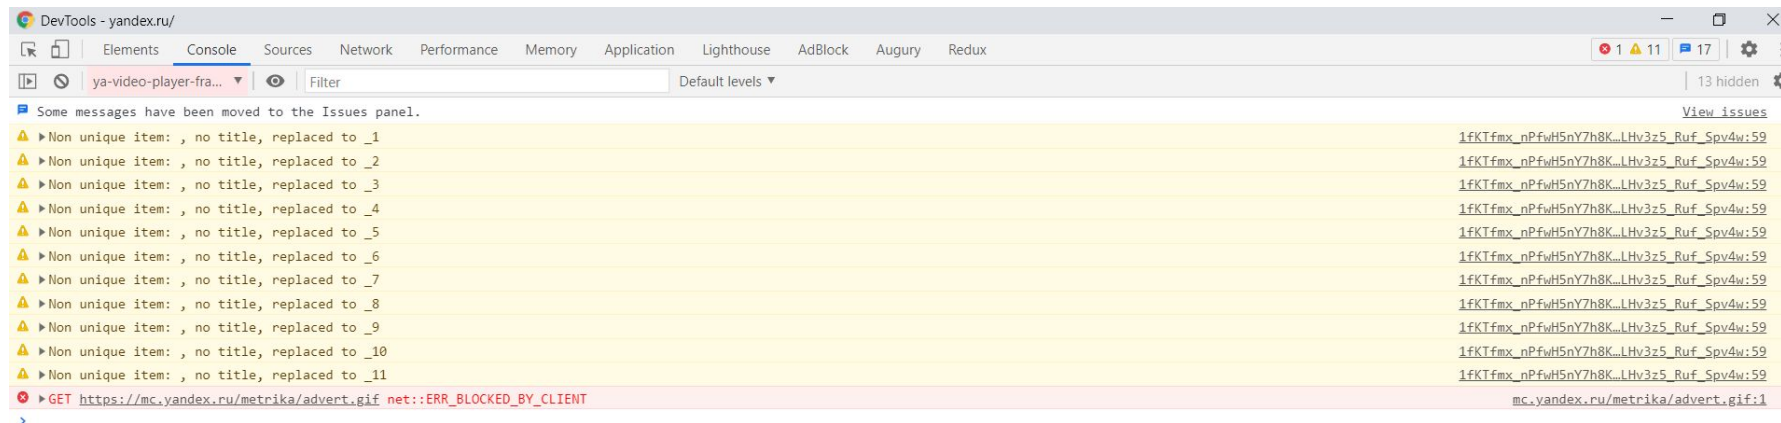 DevTools - yandex.ru/
Elements Console Sources Network Performance Memory Application Lighthouse AdBlock Augury Redux 1 11 17
ya-video-player-fra... Filter Default levels 13 hidden
Some messages have been moved to the Issues panel. View issues
Non unique item: , no title, replaced to _1 1fKTfmx_nPfwH5nY7h8K…LHv3z5_Ruf_Spv4w:59
Non unique item: , no title, replaced to _2 1fKTfmx_nPfwH5nY7h8K…LHv3z5_Ruf_Spv4w:59
Non unique item: , no title, replaced to _3 1fKTfmx_nPfwH5nY7h8K…LHv3z5_Ruf_Spv4w:59
Non unique item: , no title, replaced to _4 1fKTfmx_nPfwH5nY7h8K…LHv3z5_Ruf_Spv4w:59
Non unique item: , no title, replaced to _5 1fKTfmx_nPfwH5nY7h8K…LHv3z5_Ruf_Spv4w:59
Non unique item: , no title, replaced to _6 1fKTfmx_nPfwH5nY7h8K…LHv3z5_Ruf_Spv4w:59
Non unique item: , no title, replaced to _7 1fKTfmx_nPfwH5nY7h8K…LHv3z5_Ruf_Spv4w:59
Non unique item: , no title, replaced to _8 1fKTfmx_nPfwH5nY7h8K…LHv3z5_Ruf_Spv4w:59
Non unique item: , no title, replaced to _9 1fKTfmx_nPfwH5nY7h8K…LHv3z5_Ruf_Spv4w:59
Non unique item: , no title, replaced to _10 1fKTfmx_nPfwH5nY7h8K…LHv3z5_Ruf_Spv4w:59
Non unique item: , no title, replaced to _11 1fKTfmx_nPfwH5nY7h8K…LHv3z5_Ruf_Spv4w:59
GET https://mc.yandex.ru/metrika/advert.gif net::ERR_BLOCKED_BY_CLIENT mc.yandex.ru/metrika/advert.gif:1